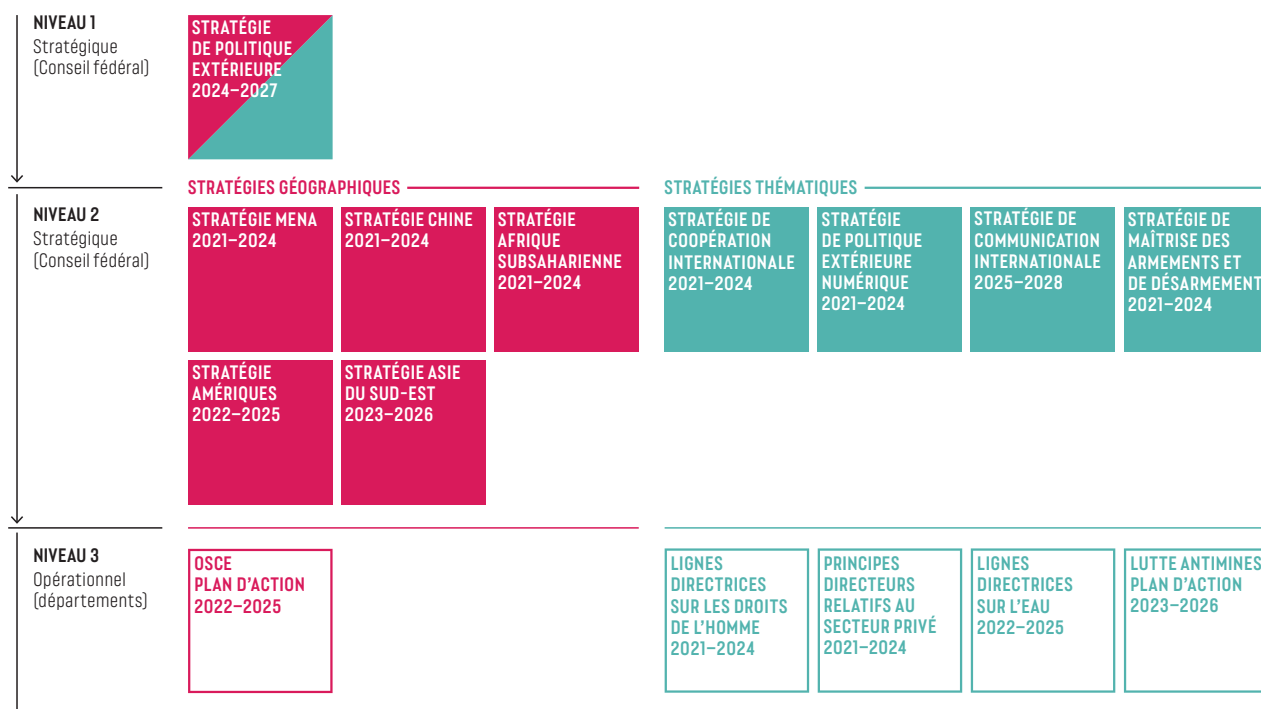 NIVEAU 1
Stratégique
(Conseil fédéral)
STRATÉGIE
DE POLITIQUE
EXTÉRIEURE
2024–2027
STRATÉGIES GÉOGRAPHIQUES
STRATÉGIES THÉMATIQUES
NIVEAU 2
Stratégique
(Conseil fédéral)
STRATÉGIE MENA
2021–2024
STRATÉGIE CHINE
2021–2024
STRATÉGIE
AFRIQUE
SUBSAHARIENNE
2021–2024
STRATÉGIE DE
COOPÉRATION
INTERNATIONALE
2021–2024
STRATÉGIE
DE POLITIQUE
EXTÉRIEURE
NUMÉRIQUE
2021–2024
STRATÉGIE DE
COMMUNICATION
INTERNATIONALE
2025–2028
STRATÉGIE DE
MAÎTRISE DES
ARMEMENTS ET
DE DÉSARMEMENT
2021–2024
STRATÉGIE
AMÉRIQUES
2022–2025
STRATÉGIE ASIE
DU SUD-EST
2023–2026
NIVEAU 3
Opérationnel
(départements)
OSCE
PLAN D'ACTION
2022–2025
LIGNES
DIRECTRICES
SUR LES DROITS
DE L'HOMME
2021–2024
PRINCIPES
DIRECTEURS
RELATIFS AU
SECTEUR PRIVÉ
2021–2024
LIGNES
DIRECTRICES
SUR L'EAU
2022–2025
LUTTE ANTIMINES
PLAN D'ACTION
2023–2026